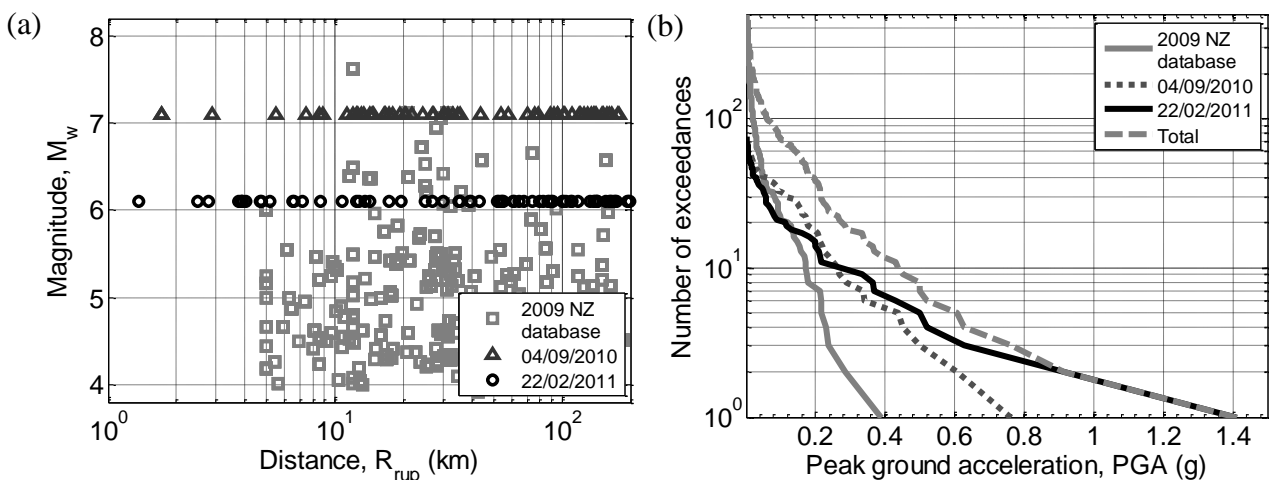 (a)
8
7
6
5
4
Magnitude, M_w
10^0
10^1
10^2
Distance, R_rup (km)
2009 NZ
database
04/09/2010
22/02/2011
(b)
10^2
10^1
10^0
Number of exceedances
0.2 0.4 0.6 0.8 1 1.2 1.4
Peak ground acceleration, PGA (g)
2009 NZ
database
04/09/2010
22/02/2011
Total